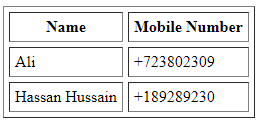 Name Mobile Number
Ali +723802309
Hassan Hussain +189289230